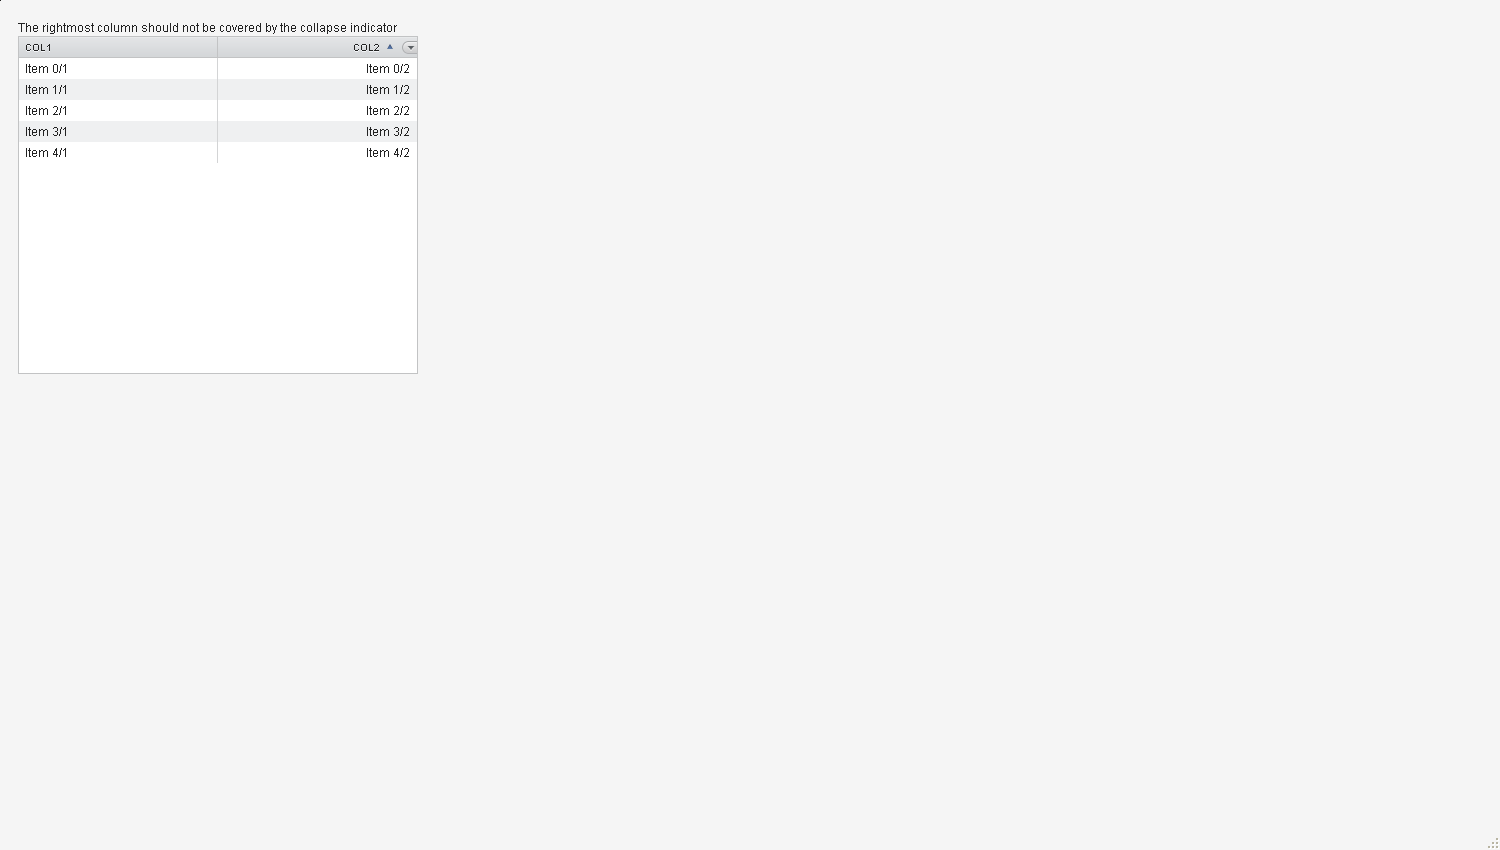 The rightmost column should not be covered by the collapse indicator
COL1 COL2
Item 0/1 Item 0/2
Item 1/1 Item 1/2
Item 2/1 Item 2/2
Item 3/1 Item 3/2
Item 4/1 Item 4/2